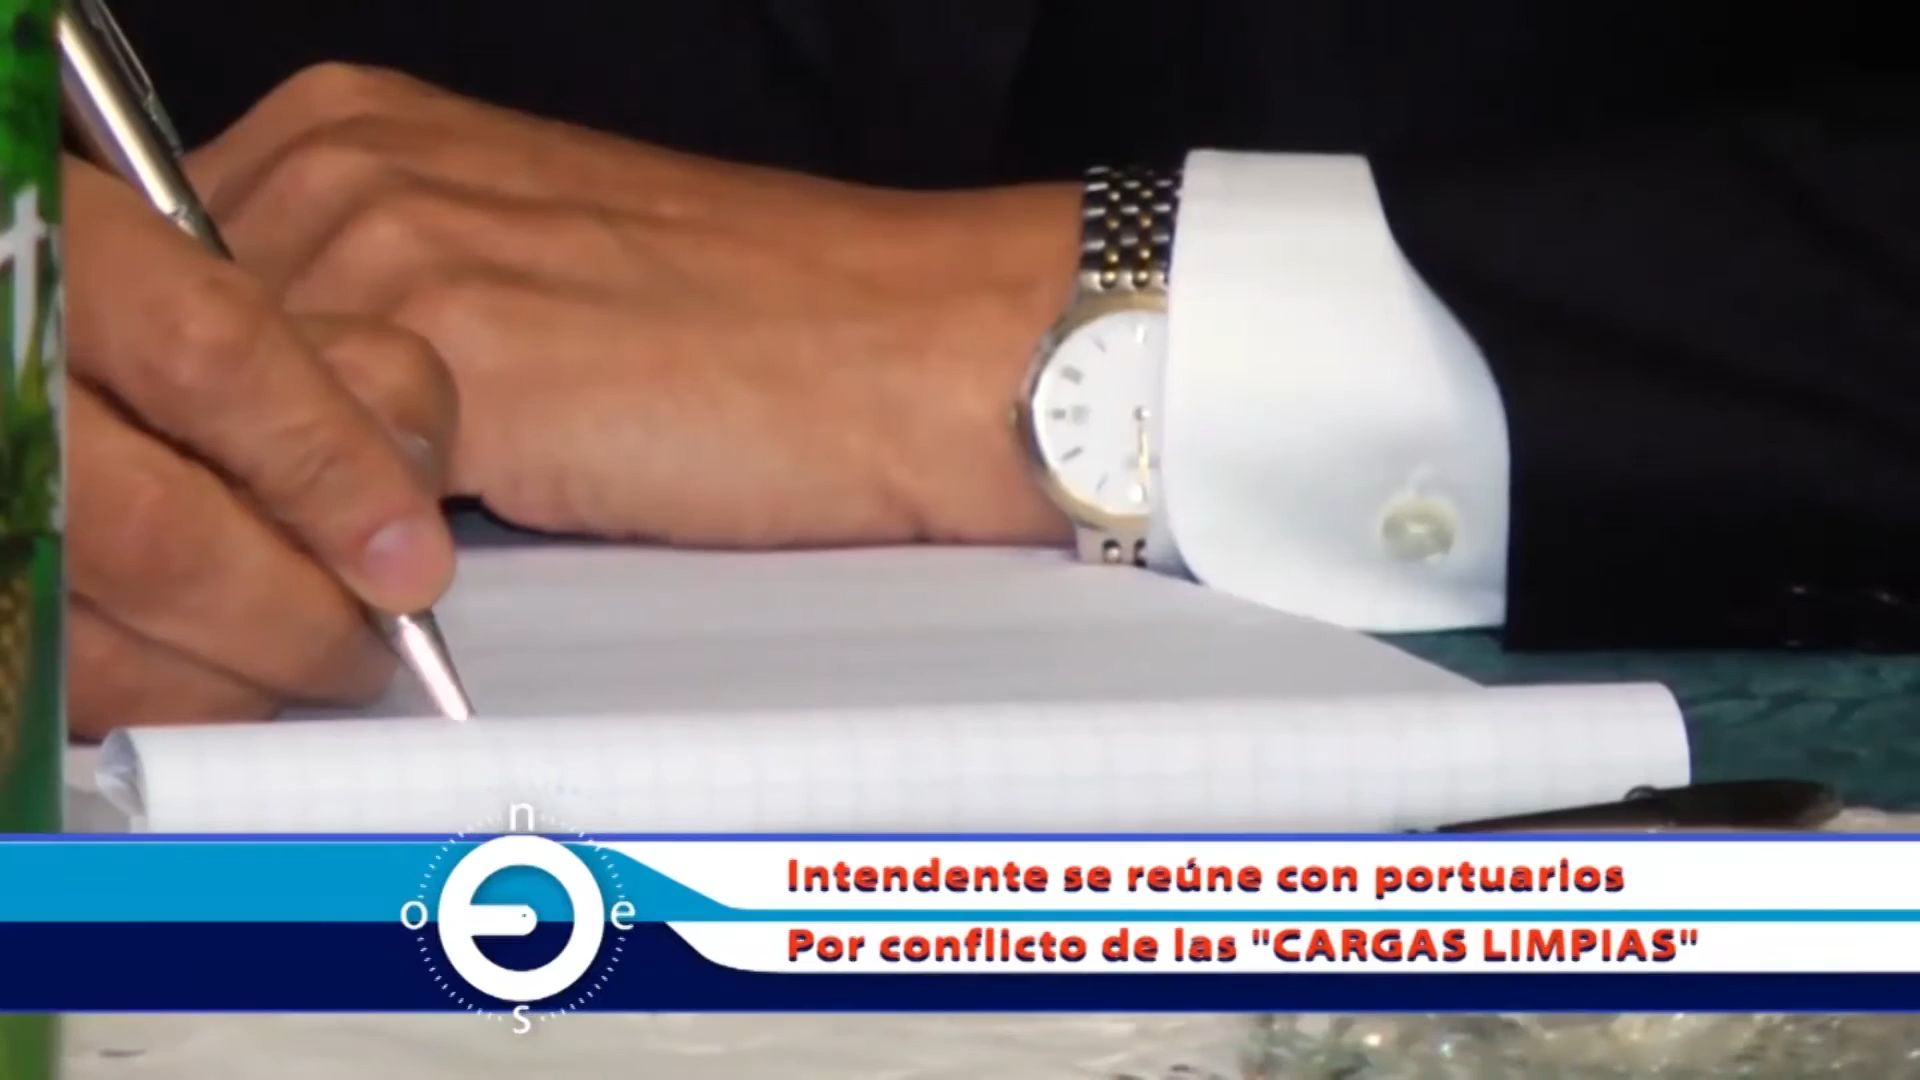 n
o e
s
Intendente se reúne con portuarios
Por conflicto de las "CARGAS LIMPIAS"